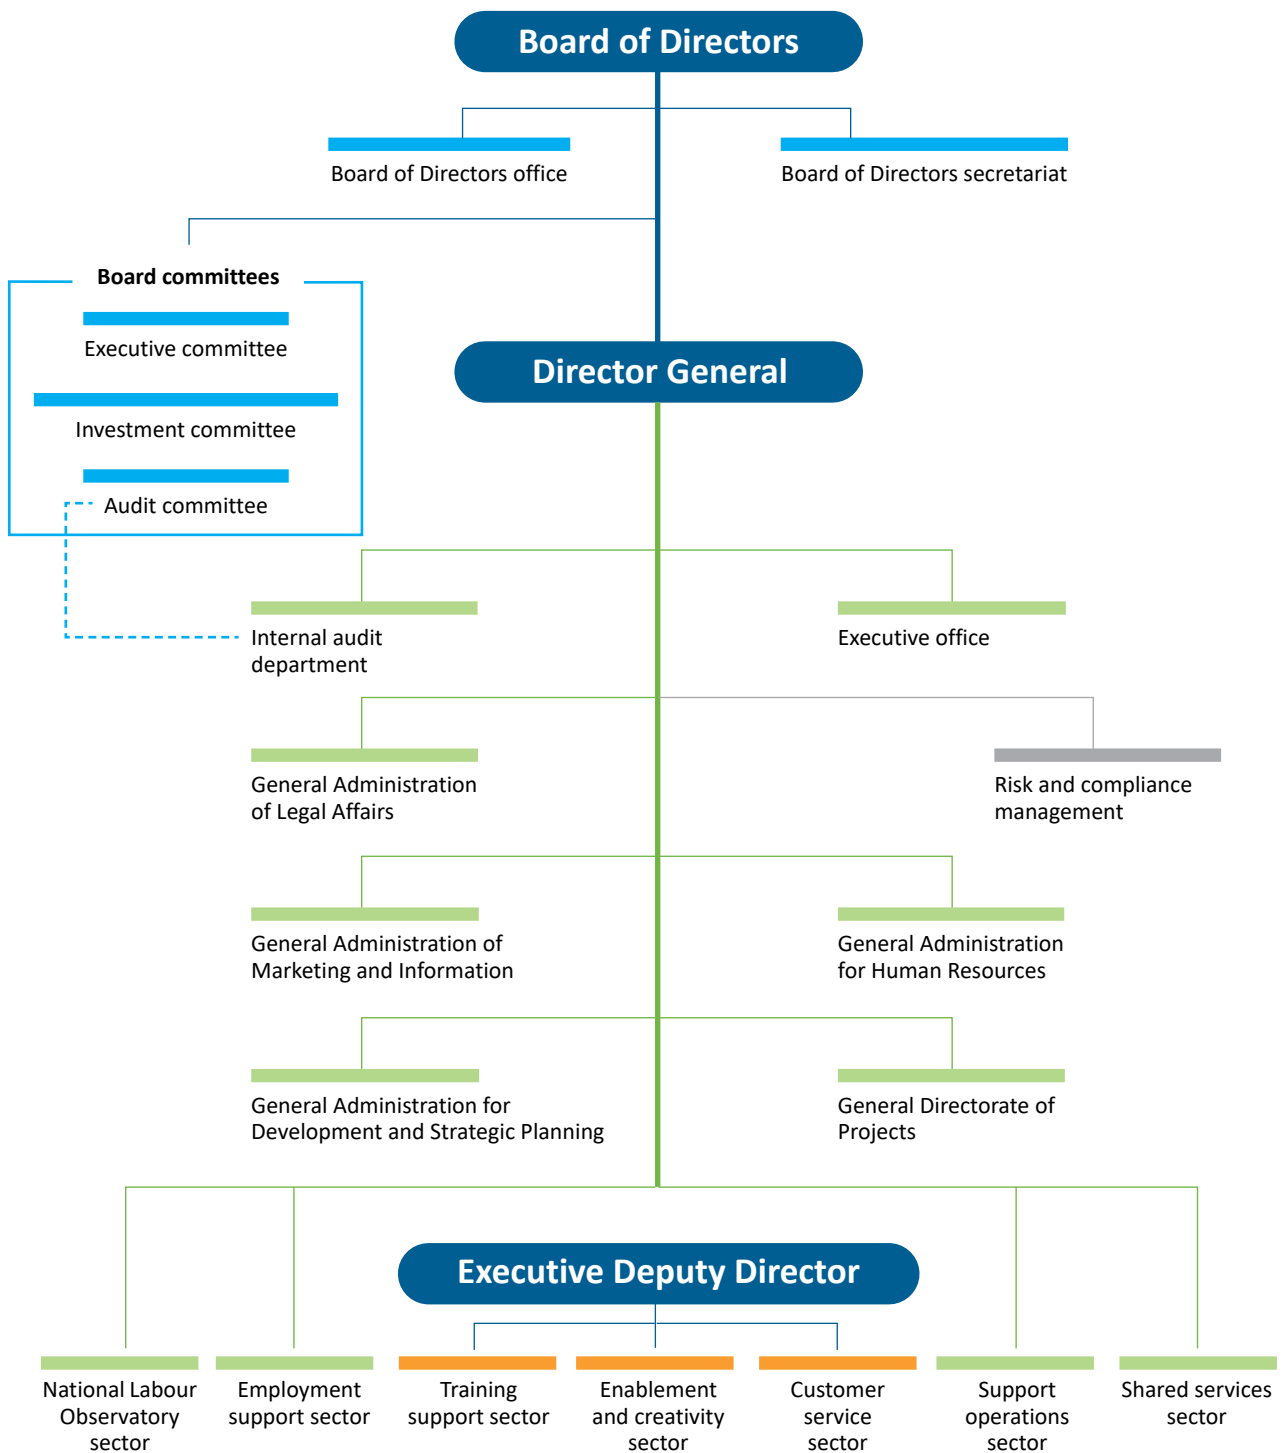 Board of Directors
Board of Directors office
Board of Directors secretariat
Board committees
Executive committee
Investment committee
Audit committee
Director General
Internal audit
department
Executive office
General Administration
of Legal Affairs
Risk and compliance
management
General Administration of
Marketing and Information
General Administration
for Human Resources
General Administration for
Development and Strategic Planning
General Directorate of
Projects
Executive Deputy Director
National Labour
Observatory
sector
Employment
support sector
Training
support sector
Enablement
and creativity
sector
Customer
service
sector
Support
operations
sector
Shared services
sector